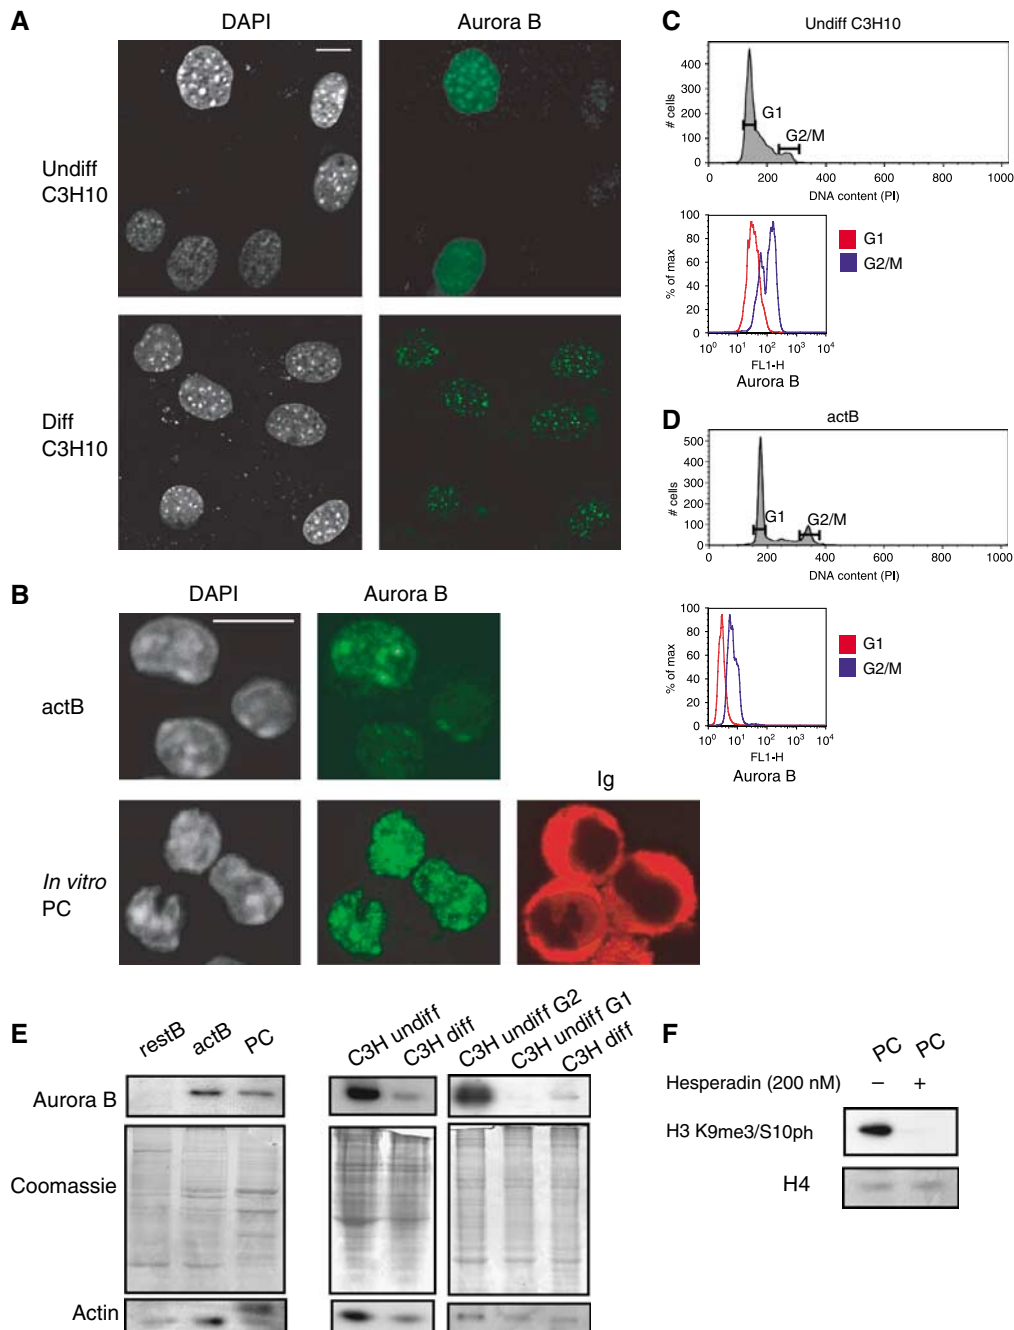 A
DAPI
Aurora B
Undiff
C3H10
Diff
C3H10
B
DAPI
Aurora B
actB
Ig
In vitro
PC
C
Undiff C3H10
# cells
400
300
200
100
0
G1
G2/M
0 200 400 600 800 1000
DNA content (PI)
% of max
100
80
60
40
20
0
10⁰ 10¹ 10² 10³ 10⁴
FL1-H
Aurora B
G1
G2/M
D
actB
# cells
500
400
300
200
100
0
G1
G2/M
0 200 400 600 800 1000
DNA content (PI)
% of max
100
80
60
40
20
0
10⁰ 10¹ 10² 10³ 10⁴
FL1-H
Aurora B
G1
G2/M
E
restB actB PC
C3H undiff C3H diff
C3H undiff G2 C3H undiff G1 C3H diff
Aurora B
Coomassie
Actin
F
PC PC
Hesperadin (200 nM) – +
H3 K9me3/S10ph
H4